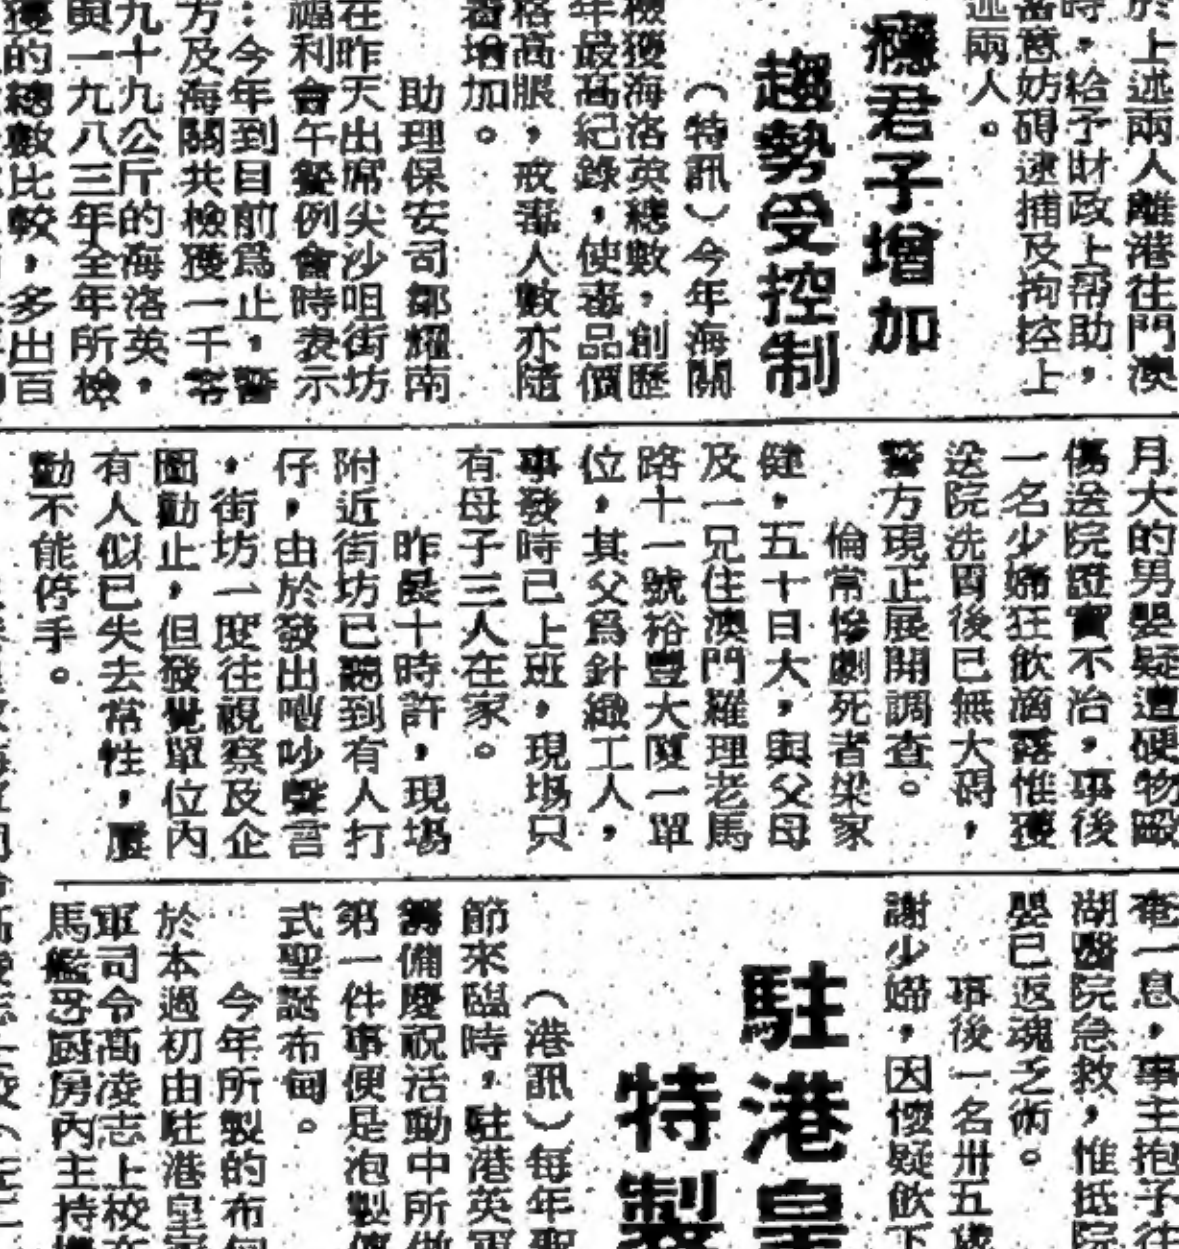 於上述兩人離港往門澳
時，給予財政上帮助，
蓄意妨碍逮捕及拘控上
述兩人。
癮君子增加
趨勢受控制
（特訊）今年海關
檢獲海洛英總數，創歷
年最高紀錄，使毒品價
格高脹，戒毒人數亦隨
着增加。
助理保安司鄒耀南
在昨天出席尖沙咀街坊
福利會午餐例會時表示
：今年到目前爲止，警
方及海關共檢獲一千零
九十九公斤的海洛英，
與一九八三年全年所檢
獲的總數比較，多出百
月大的男嬰疑遭硬物毆
傷送院證實不治，事後
一名少婦狂飲滴露惟獲
送院洗胃後已無大碍，
警方現正展開調查。
倫常慘劇死者梁家
健，五十日大，與父母
及一兄住澳門羅理老馬
路十一號裕豐大廈一單
位，其父爲針織工人，
事發時已上班，現場只
有母子三人在家。
昨晨十時許，現場
附近街坊已聽到有人打
仔，由於發出嘈吵聲言
，街坊一度往視察及企
圖勸止，但發覺單位內
有人似已失去常性，屢
勸不能停手。
奄一息，事主抱子往
湖醫院急救，惟抵院
嬰已返魂乏術。
事後一名卅五歲
謝少婦，因懷疑飲下
駐港皇
特製
（港訊）每年聖
節來臨時，駐港英軍
籌備慶祝活動中所做
第一件事便是泡製傳
式聖誕布甸。
今年所製的布甸
於本週初由駐港皇家
軍司令高凌志上校在
馬艦孖厨房內主持攪